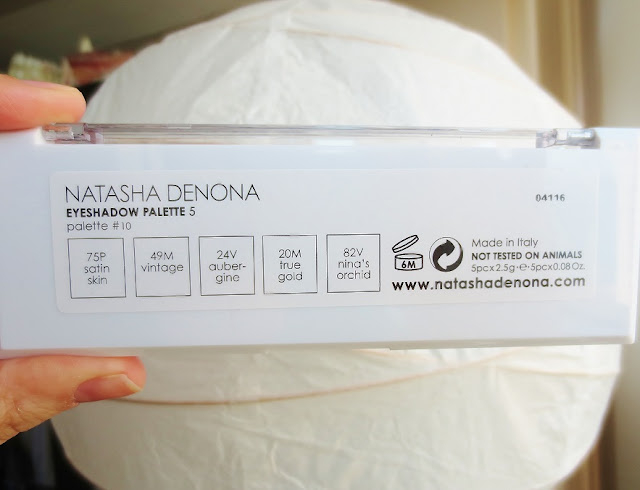 NATASHA DENONA
04116
EYESHADOW PALETTE 5
palette #10
75P
satin
skin
49M
vintage
24V
auber-
gine
20M
true
gold
82V
nina's
orchid
6M
Made in Italy
NOT TESTED ON ANIMALS
5pcx2.5g·e·5pcx0.08 Oz.
www.natashadenona.com